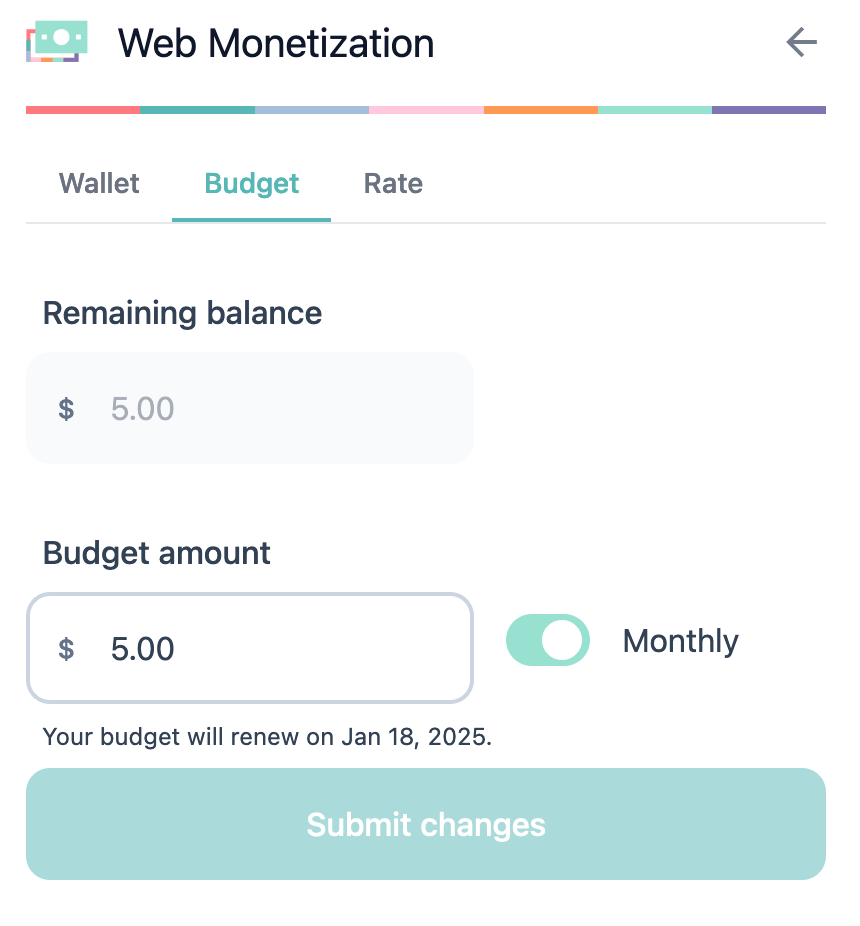 Web Monetization
Wallet Budget Rate
Remaining balance
$ 5.00
Budget amount
$ 5.00 Monthly
Your budget will renew on Jan 18, 2025.
Submit changes